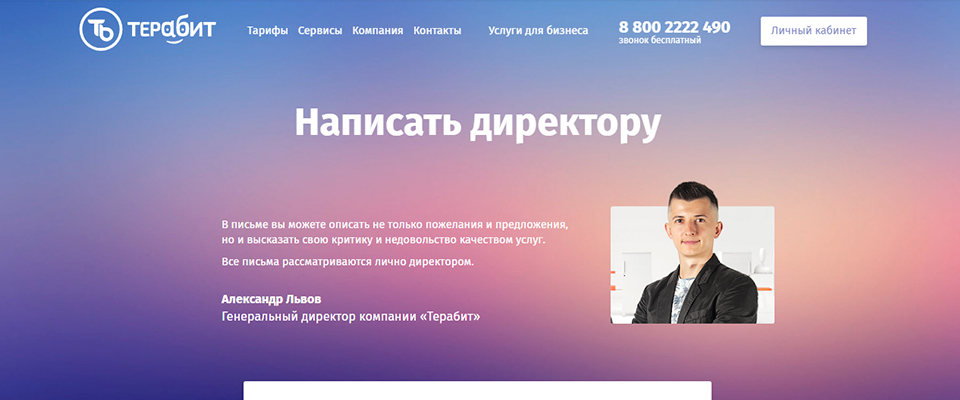 ТЬ ТЕРАБИТ
Тарифы Сервисы Компания Контакты Услуги для бизнеса
8 800 2222 490
звонок бесплатный
Личный кабинет
Написать директору
В письме вы можете описать не только пожелания и предложения,
но и высказать свою критику и недовольство качеством услуг.
Все письма рассматриваются лично директором.
Александр Львов
Генеральный директор компании «Терабит»